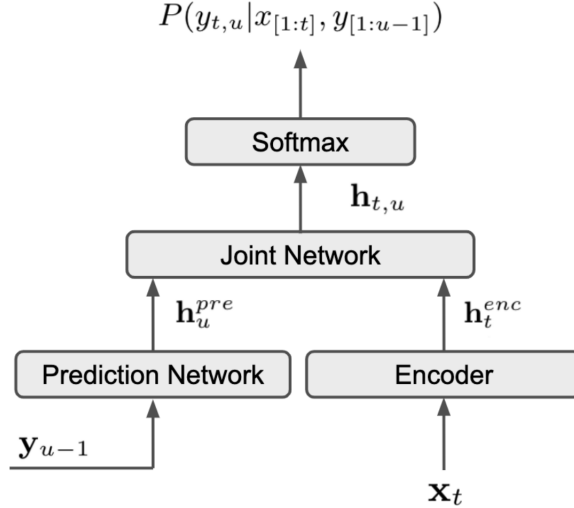 P(y_{t,u}|x_{[1:t]}, y_{[1:u−1]})
Softmax
h_{t,u}
Joint Network
h_u^{pre} h_t^{enc}
Prediction Network Encoder
y_{u−1}
x_t